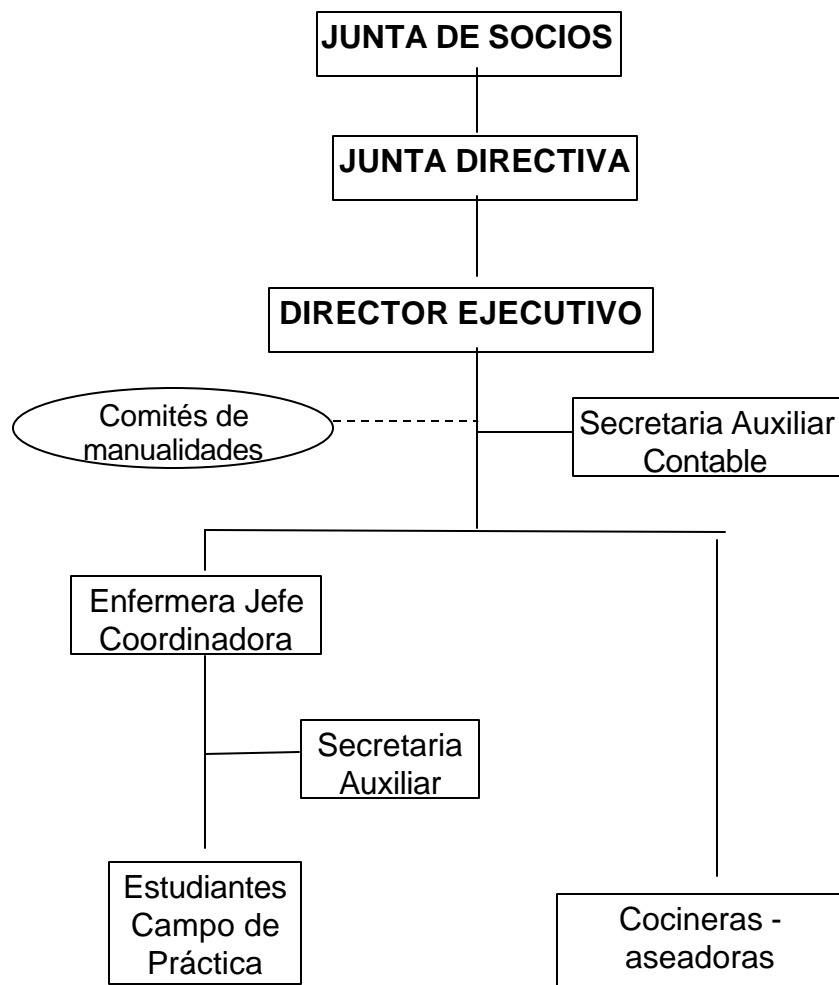 JUNTA DE SOCIOS
JUNTA DIRECTIVA
DIRECTOR EJECUTIVO
Comités de
manualidades
Secretaria Auxiliar
Contable
Enfermera Jefe
Coordinadora
Secretaria
Auxiliar
Estudiantes
Campo de
Práctica
Cocineras -
aseadoras